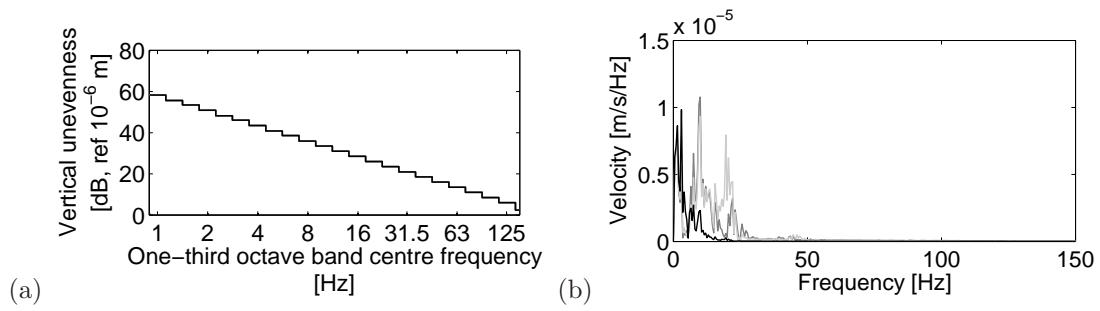 (a)
Vertical unevenness
[dB, ref 10−6 m]
80
60
40
20
0
1 2 4 8 16 31.5 63 125
One−third octave band centre frequency
[Hz]
(b)
x 10−5
Velocity [m/s/Hz]
1.5
1
0.5
0
0 50 100 150
Frequency [Hz]